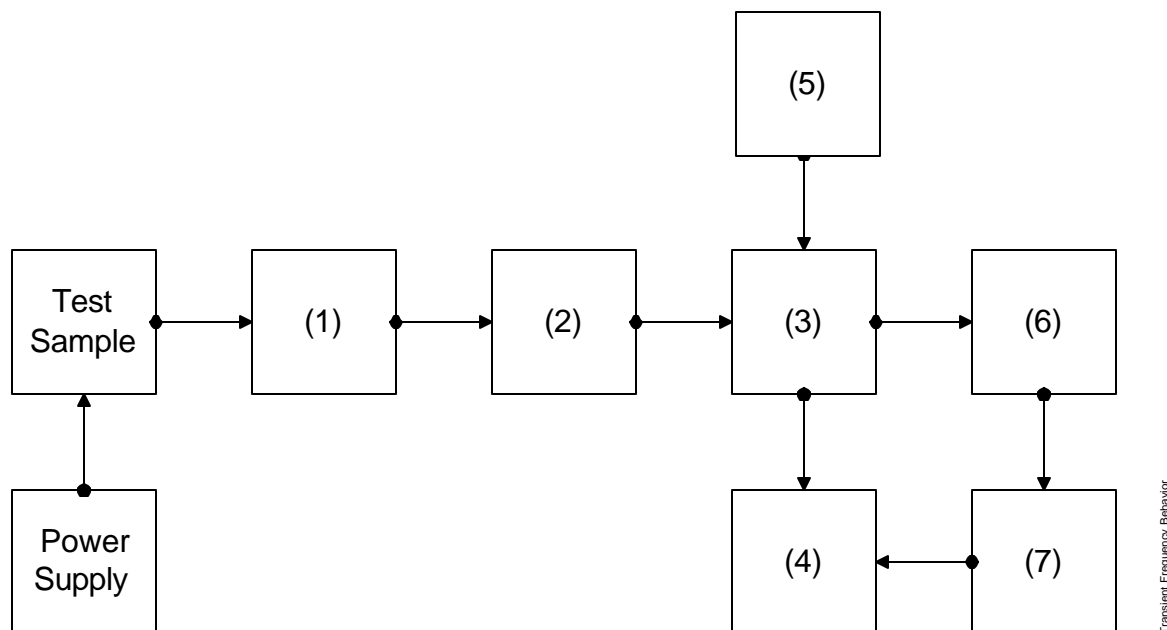 (5)
Test
Sample
(1)
(2)
(3)
(6)
Power
Supply
(4)
(7)
Transient Frequency Behavior